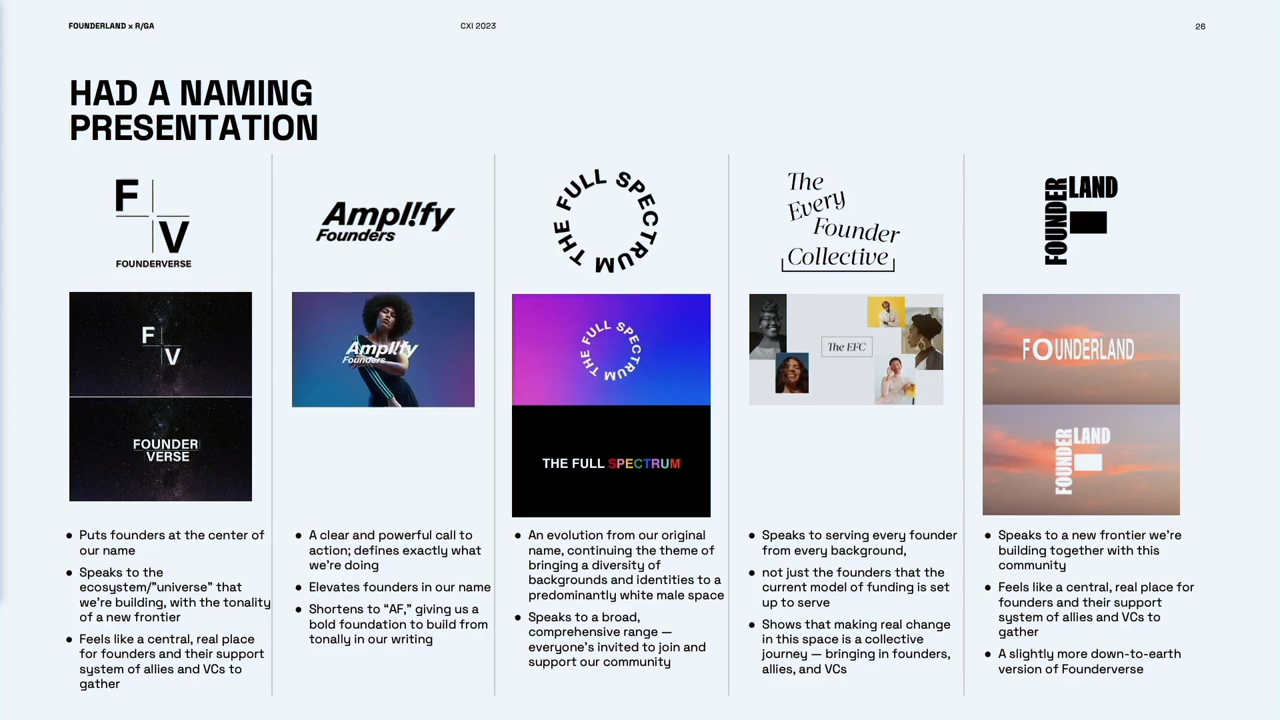 FOUNDERLAND x R/GA
CXI 2023
26
HAD A NAMING
PRESENTATION
F
V
FOUNDERVERSE
F
V
FOUNDER
VERSE
● Puts founders at the center of
our name
● Speaks to the
ecosystem/"universe" that
we're building, with the tonality
of a new frontier
● Feels like a central, real place
for founders and their support
system of allies and VCs to
gather
Ampl!fy
Founders
Ampl!fy
Founders
● A clear and powerful call to
action; defines exactly what
we're doing
● Elevates founders in our name
● Shortens to “AF,” giving us a
bold foundation to build from
tonally in our writing
THE FULL SPECTRUM
THE FULL SPECTRUM
THE FULL SPECTRUM
● An evolution from our original
name, continuing the theme of
bringing a diversity of
backgrounds and identities to a
predominantly white male space
● Speaks to a broad,
comprehensive range —
everyone's invited to join and
support our community
The
Every
Founder
Collective
The EFC
● Speaks to serving every founder
from every background,
● not just the founders that the
current model of funding is set
up to serve
● Shows that making real change
in this space is a collective
journey — bringing in founders,
allies, and VCs
FOUNDER
LAND
FOUNDERLAND
FOUNDER
LAND
● Speaks to a new frontier we're
building together with this
community
● Feels like a central, real place for
founders and their support
system of allies and VCs to
gather
● A slightly more down-to-earth
version of Founderverse